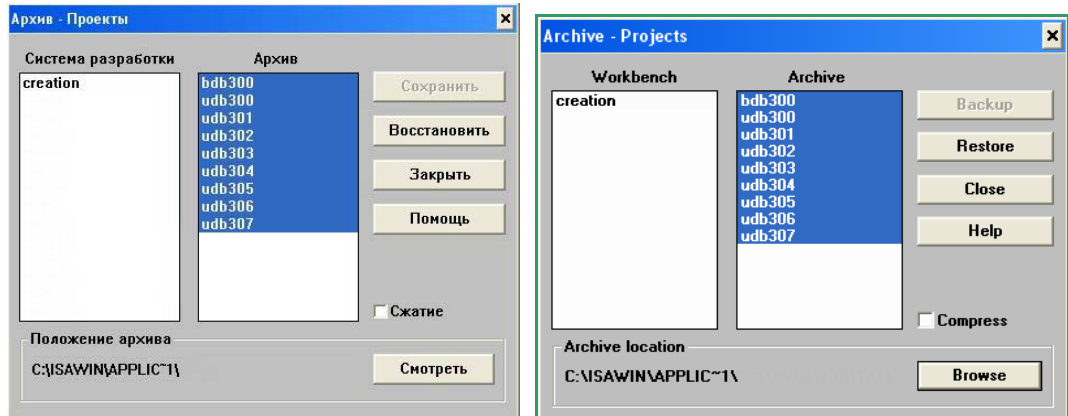 Архив - Проекты
Система разработки
Архив
creation
bdb300
udb300
udb301
udb302
udb303
udb304
udb305
udb306
udb307
Сохранить
Восстановить
Закрыть
Помощь
Сжатие
Положение архива
C:\ISAWIN\APPLIC~1\
Смотреть
Archive - Projects
Workbench
Archive
creation
bdb300
udb300
udb301
udb302
udb303
udb304
udb305
udb306
udb307
Backup
Restore
Close
Help
Compress
Archive location
C:\ISAWIN\APPLIC~1\
Browse